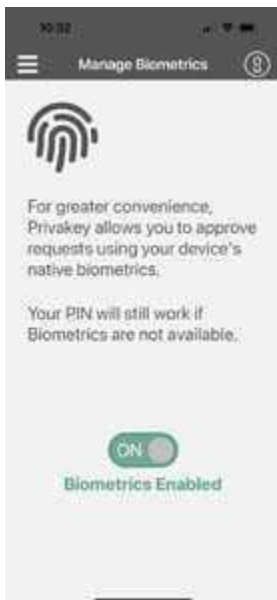 10:32
Manage Biometrics
For greater convenience,
Privakey allows you to approve
requests using your device's
native biometrics.
Your PIN will still work if
Biometrics are not available.
ON
Biometrics Enabled